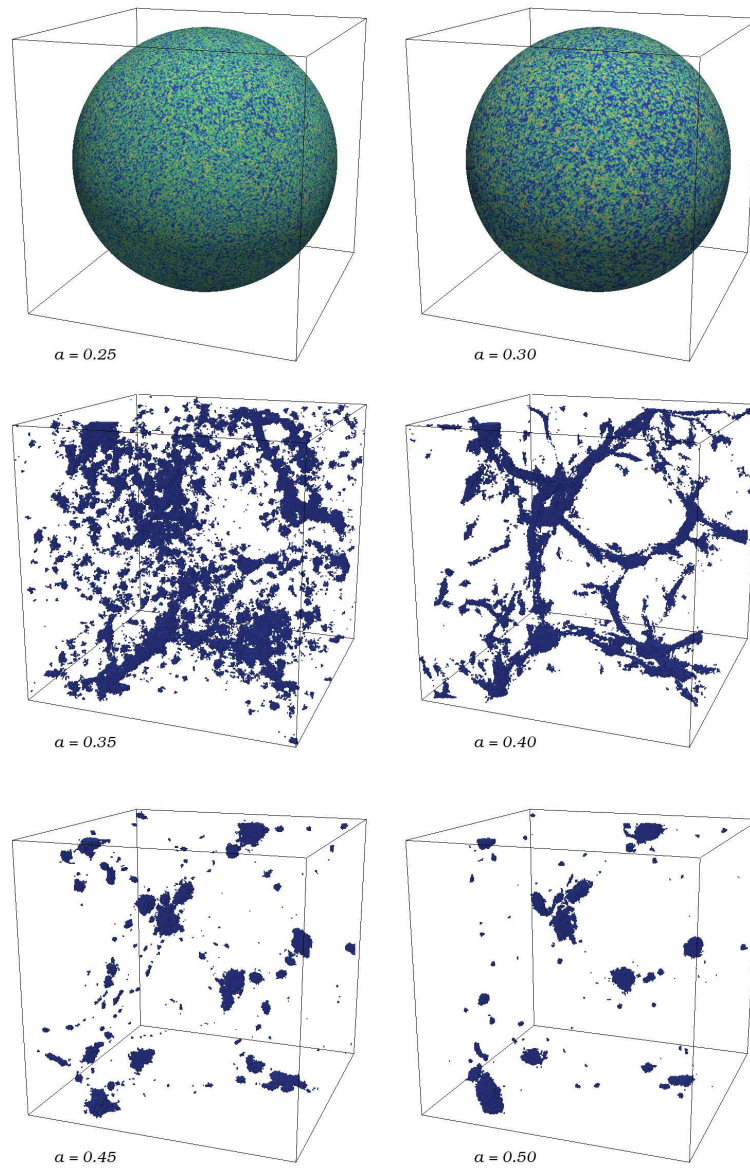 a = 0.25
a = 0.30
a = 0.35
a = 0.40
a = 0.45
a = 0.50